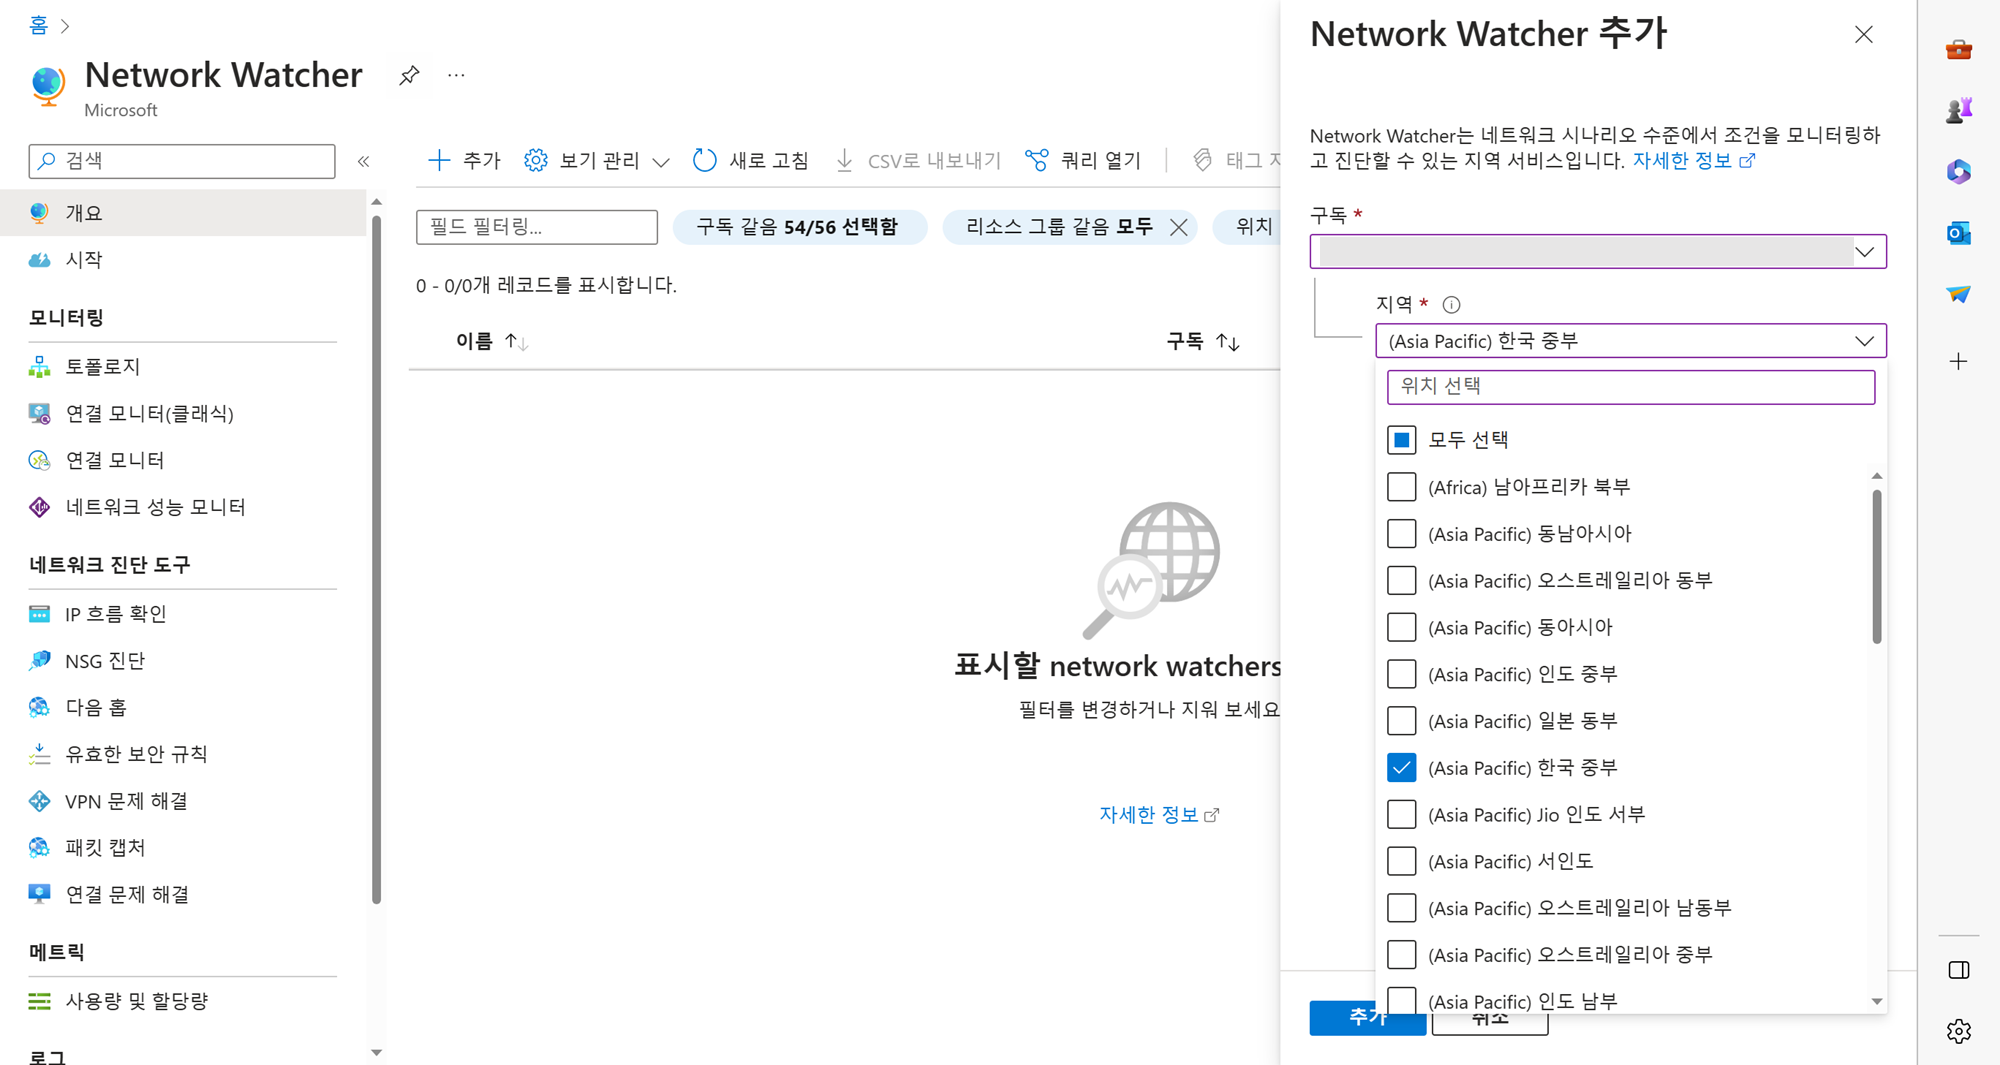 홈
Network Watcher
Microsoft
검색
개요
시작
모니터링
토폴로지
연결 모니터(클래식)
연결 모니터
네트워크 성능 모니터
네트워크 진단 도구
IP 흐름 확인
NSG 진단
다음 홉
유효한 보안 규칙
VPN 문제 해결
패킷 캡처
연결 문제 해결
메트릭
사용량 및 할당량
로그
추가
보기 관리
새로 고침
CSV로 내보내기
쿼리 열기
태그 지
필드 필터링...
구독 같음 54/56 선택함
리소스 그룹 같음 모두
위치
0 - 0/0개 레코드를 표시합니다.
이름
구독
표시할 network watchers
필터를 변경하거나 지워 보세요
자세한 정보
Network Watcher 추가
Network Watcher는 네트워크 시나리오 수준에서 조건을 모니터링하
고 진단할 수 있는 지역 서비스입니다. 자세한 정보
구독 *
지역 *
(Asia Pacific) 한국 중부
위치 선택
모두 선택
(Africa) 남아프리카 북부
(Asia Pacific) 동남아시아
(Asia Pacific) 오스트레일리아 동부
(Asia Pacific) 동아시아
(Asia Pacific) 인도 중부
(Asia Pacific) 일본 동부
(Asia Pacific) 한국 중부
(Asia Pacific) Jio 인도 서부
(Asia Pacific) 서인도
(Asia Pacific) 오스트레일리아 남동부
(Asia Pacific) 오스트레일리아 중부
(Asia Pacific) 인도 남부
추가
취소